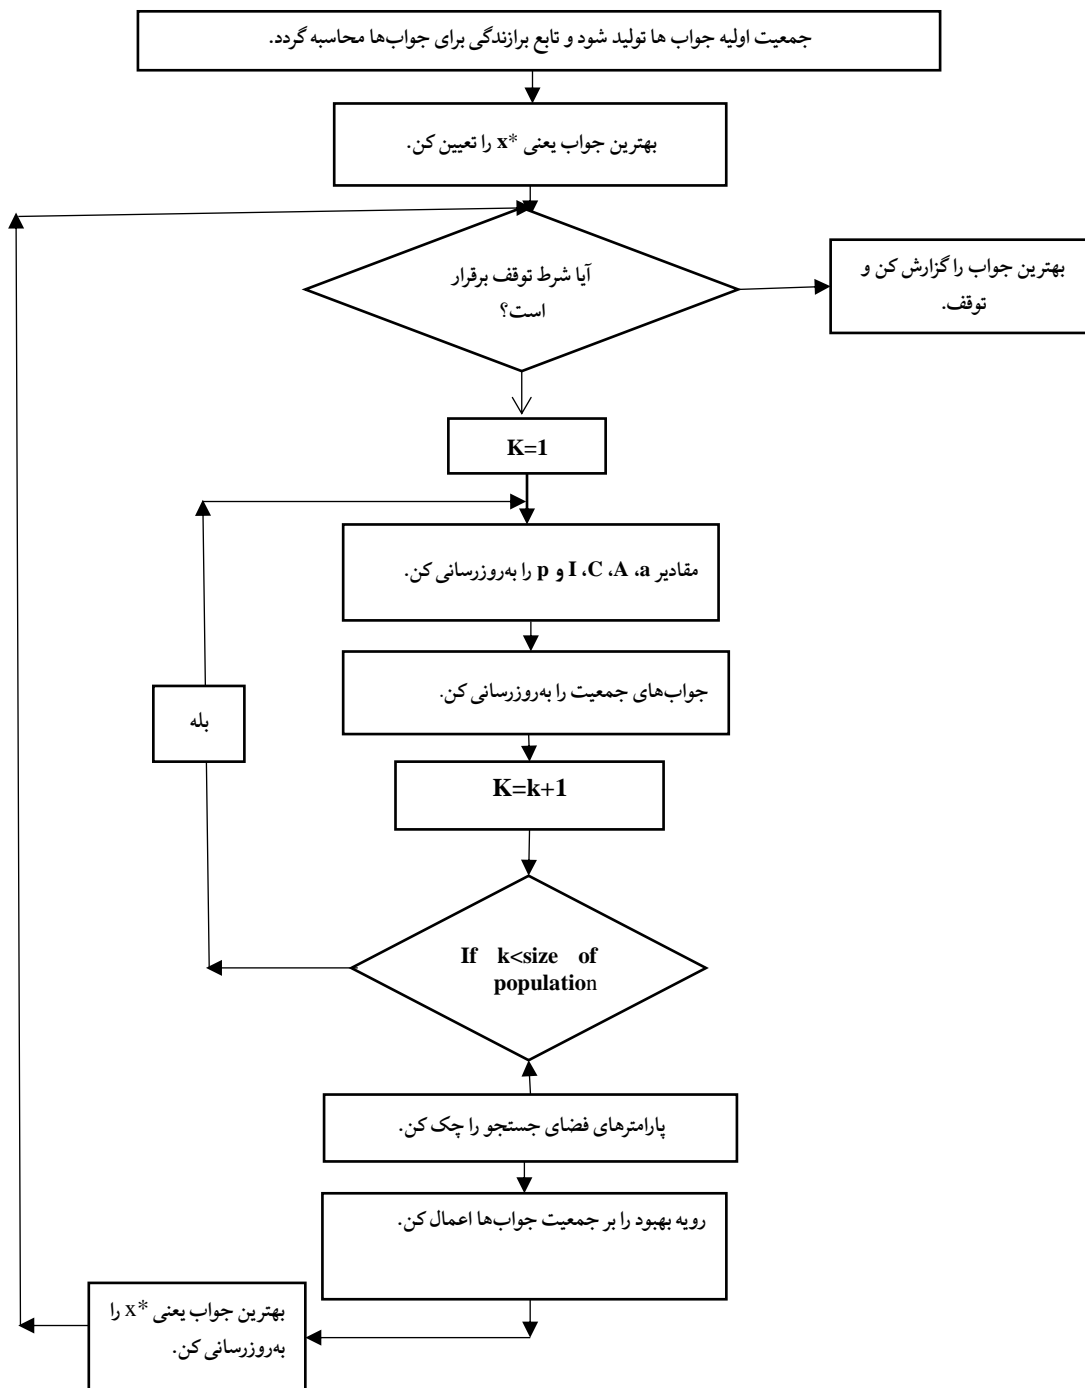 جمعیت اولیه جواب ها تولید شود و تابع برازندگی برای جواب‌ها محاسبه گردد.
بهترین جواب یعنی x* را تعیین کن.
آیا شرط توقف برقرار
است؟
بهترین جواب را گزارش کن و
توقف.
K=1
مقادیر a، A، C، I و p را به‌روزرسانی کن.
جواب‌های جمعیت را به‌روزرسانی کن.
بله
K=k+1
If k<size of
population
پارامترهای فضای جستجو را چک کن.
رویه بهبود را بر جمعیت جواب‌ها اعمال کن.
بهترین جواب یعنی x* را
به‌روزرسانی کن.